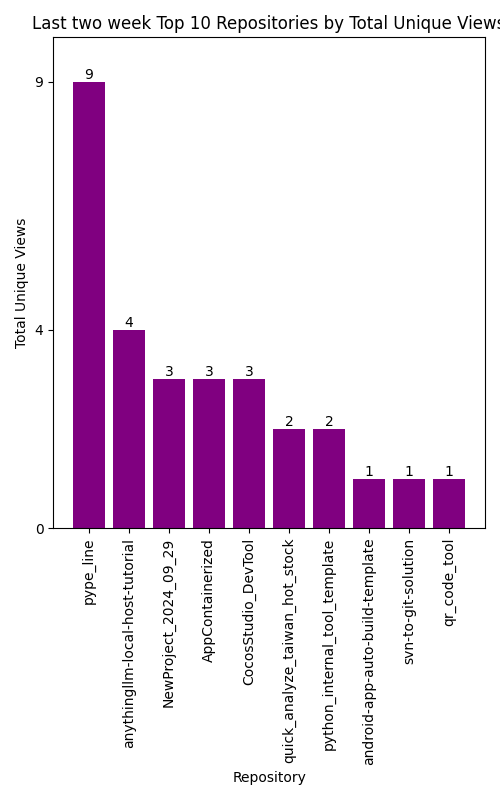 Last two week Top 10 Repositories by Total Unique Views
9
4
0
Total Unique Views
9
4
3
3
3
2
2
1
1
1
pype_line
anythingllm-local-host-tutorial
NewProject_2024_09_29
AppContainerized
CocosStudio_DevTool
quick_analyze_taiwan_hot_stock
python_internal_tool_template
android-app-auto-build-template
svn-to-git-solution
qr_code_tool
Repository